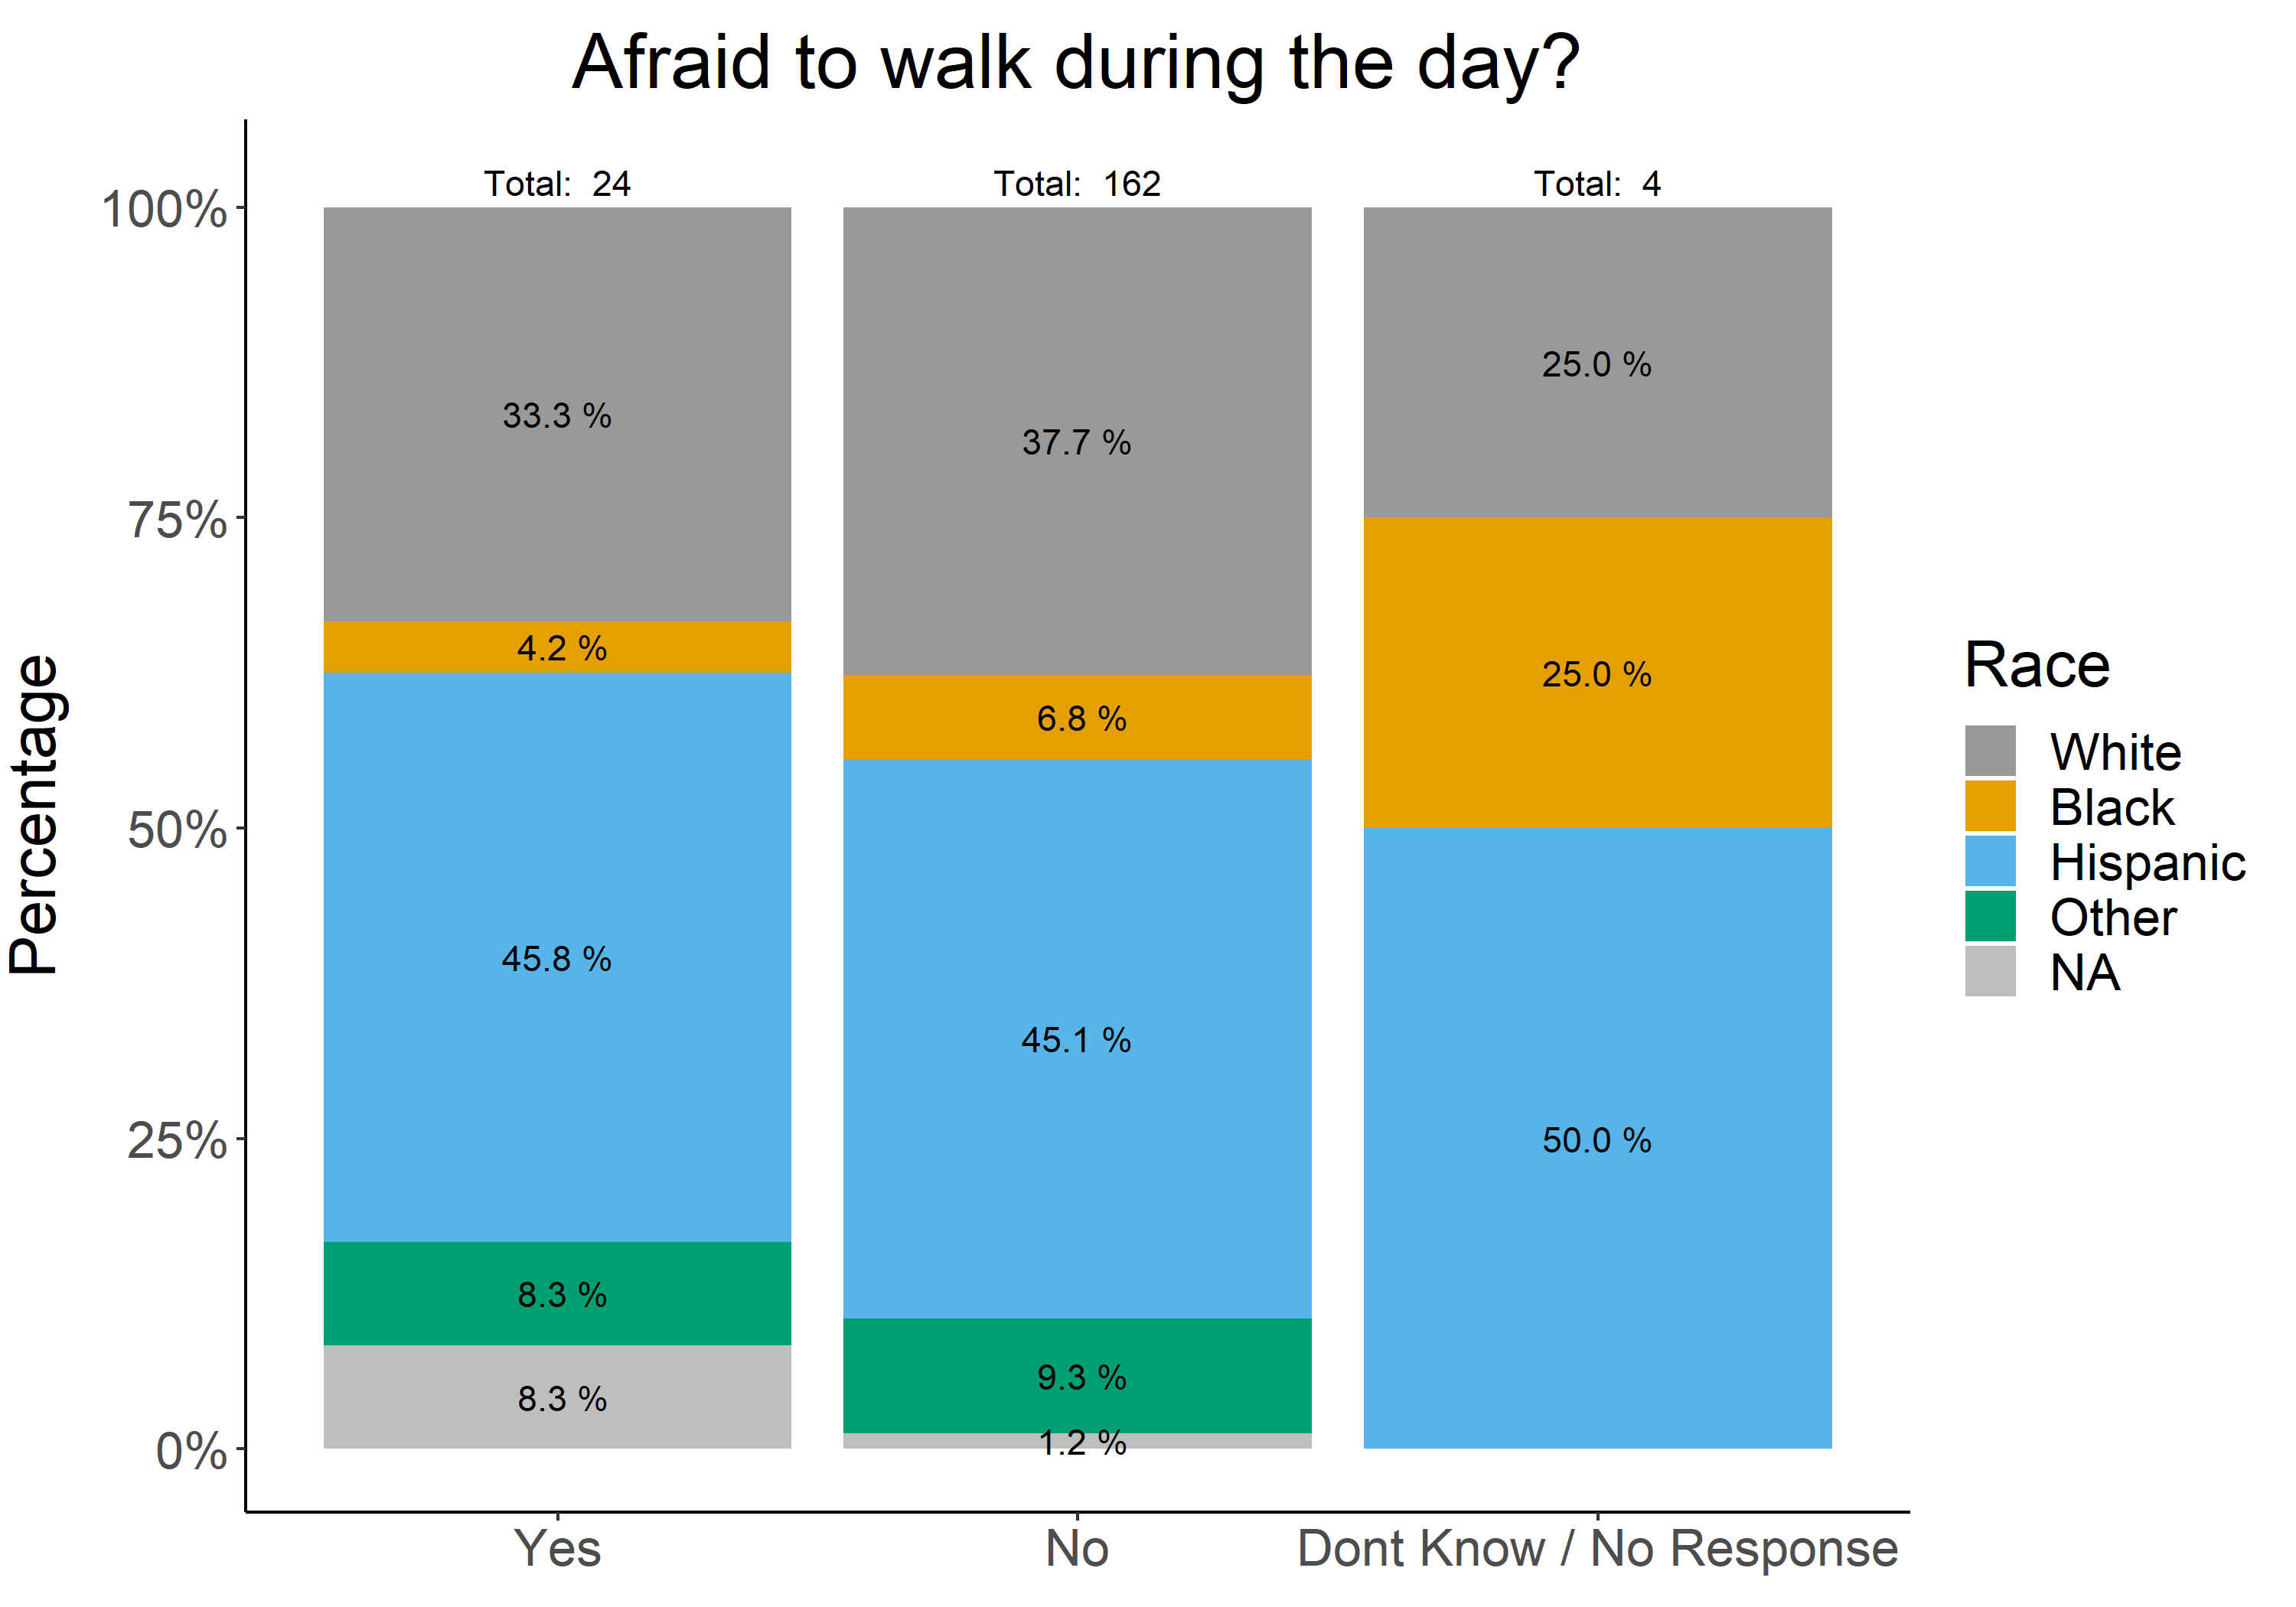 Afraid to walk during the day?
Total: 24
Total: 162
Total: 4
100%
75%
50%
25%
0%
Percentage
33.3 %
4.2 %
45.8 %
8.3 %
8.3 %
37.7 %
6.8 %
45.1 %
9.3 %
1.2 %
25.0 %
25.0 %
50.0 %
Yes
No
Dont Know / No Response
Race
White
Black
Hispanic
Other
NA